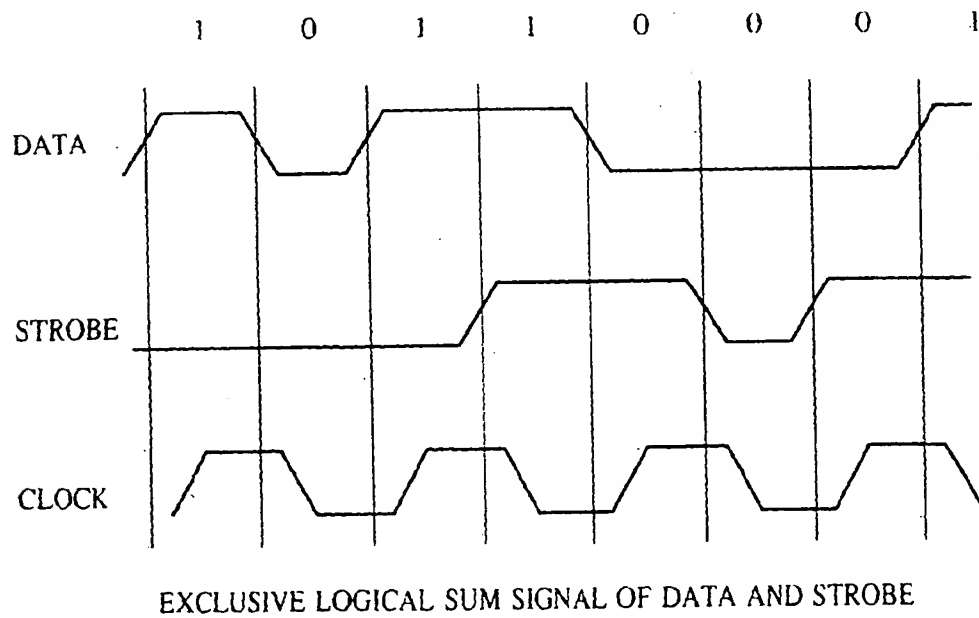 1 0 1 1 0 0 0 1
DATA
STROBE
CLOCK
EXCLUSIVE LOGICAL SUM SIGNAL OF DATA AND STROBE